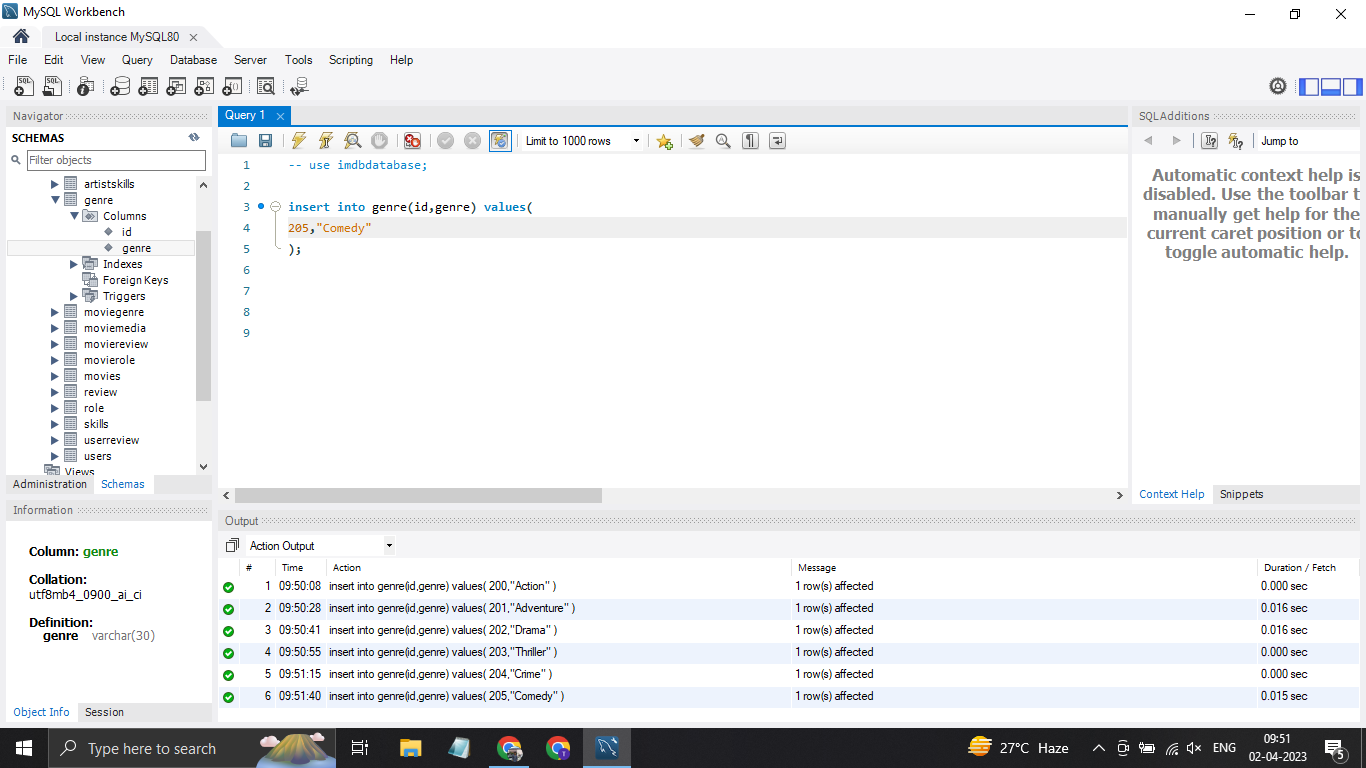 MySQL Workbench
Local instance MySQL80
File Edit View Query Database Server Tools Scripting Help
Navigator
SCHEMAS
Filter objects
artistskills
genre
Columns
id
genre
Indexes
Foreign Keys
Triggers
moviegenre
moviemedia
moviereview
movierole
movies
review
role
skills
userreview
users
Views
Administration Schemas
Information
Column: genre
Collation:
utf8mb4_0900_ai_ci
Definition:
genre varchar(30)
Object Info Session
Query 1
Limit to 1000 rows
1 -- use imdbdatabase;
2
3 insert into genre(id,genre) values(
4 205,"Comedy"
5 );
6
7
8
9
SQLAdditions
Jump to
Automatic context help is
disabled. Use the toolbar t
manually get help for the
current caret position or to
toggle automatic help.
Context Help Snippets
Output
Action Output
# Time Action Message Duration / Fetch
1 09:50:08 insert into genre(id,genre) values( 200,"Action" ) 1 row(s) affected 0.000 sec
2 09:50:28 insert into genre(id,genre) values( 201,"Adventure" ) 1 row(s) affected 0.016 sec
3 09:50:41 insert into genre(id,genre) values( 202,"Drama" ) 1 row(s) affected 0.016 sec
4 09:50:55 insert into genre(id,genre) values( 203,"Thriller" ) 1 row(s) affected 0.000 sec
5 09:51:15 insert into genre(id,genre) values( 204,"Crime" ) 1 row(s) affected 0.000 sec
6 09:51:40 insert into genre(id,genre) values( 205,"Comedy" ) 1 row(s) affected 0.015 sec
Type here to search
27°C Haze
ENG
09:51
02-04-2023
5